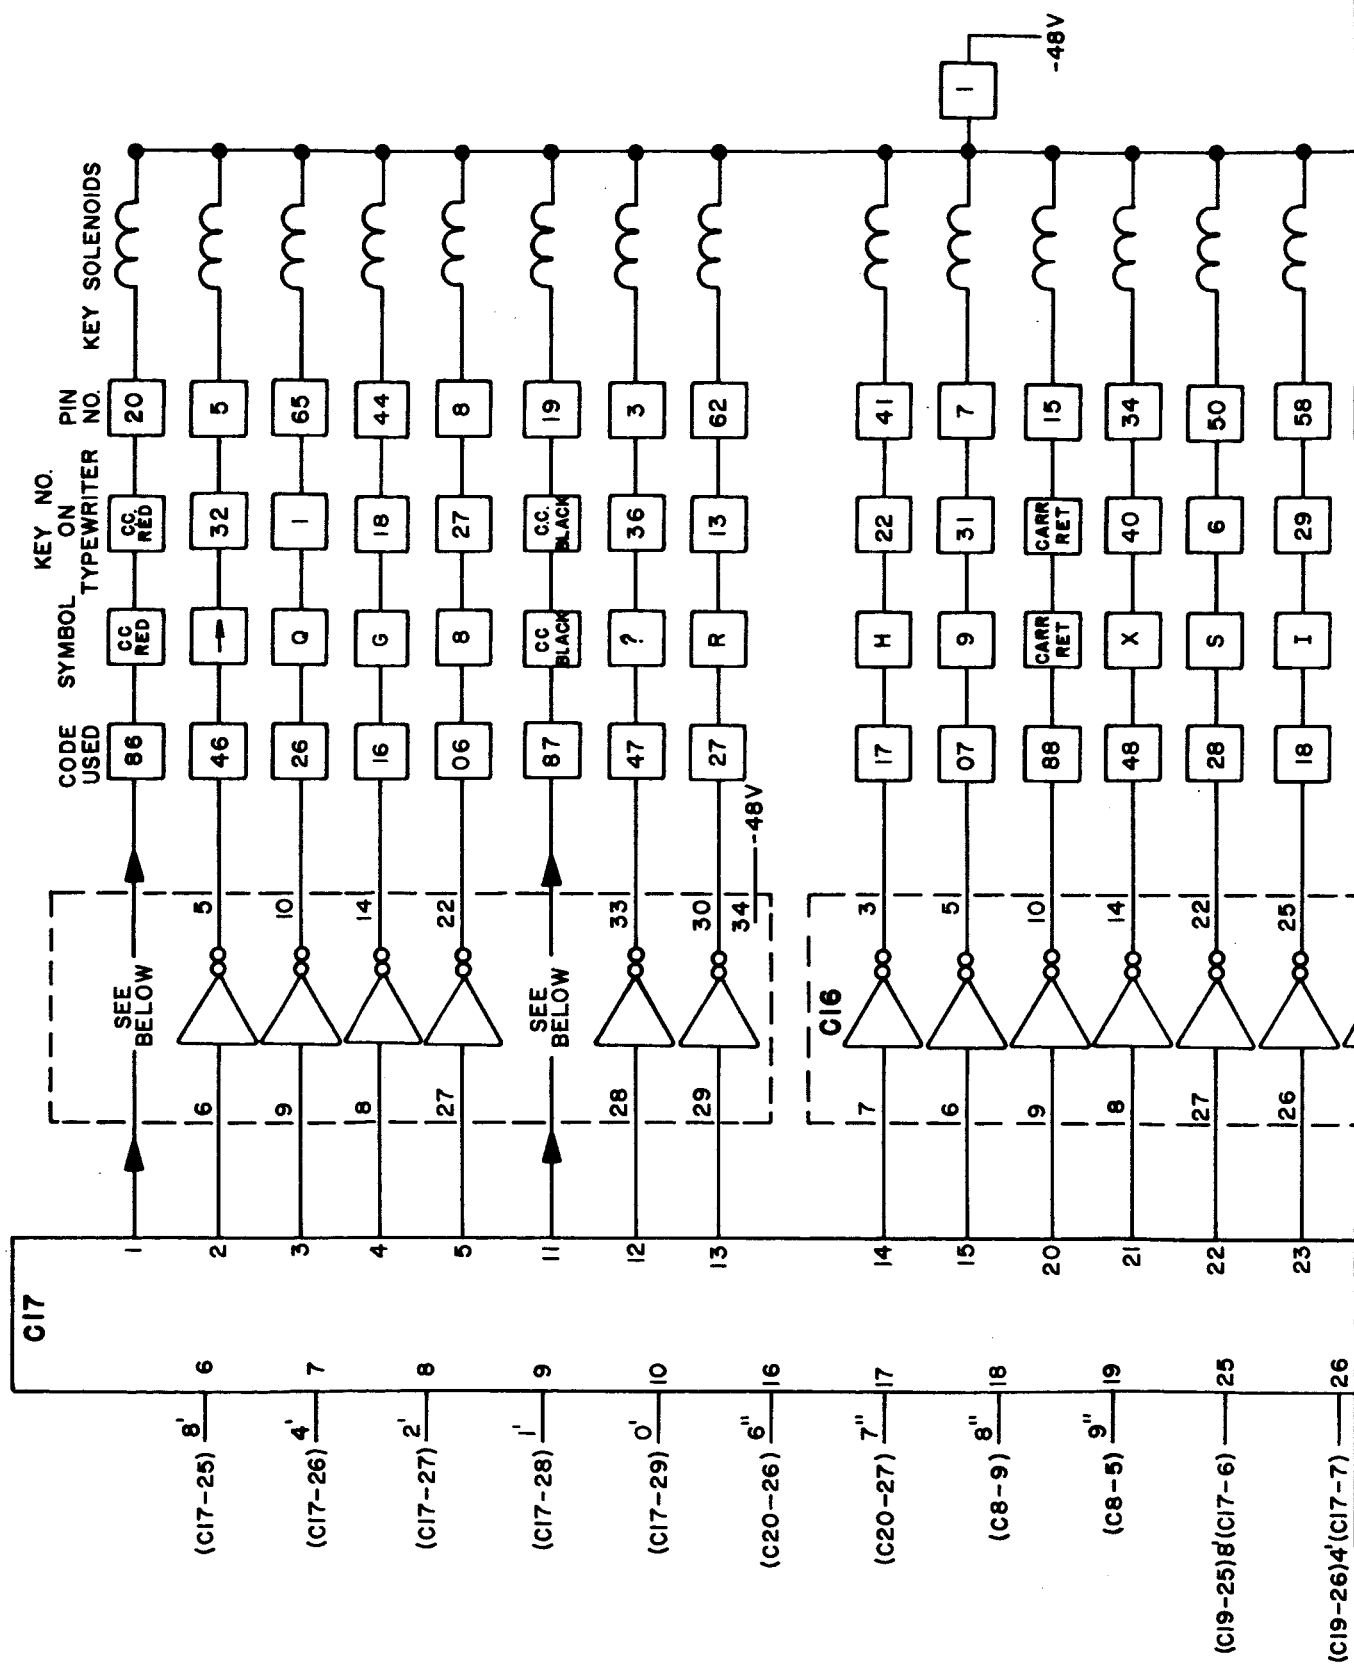 C17
CODE
USED
SYMBOL
KEY NO.
ON
TYPEWRITER
PIN
NO.
KEY SOLENOIDS
1 SEE
BELOW 86 CC
RED CC.
RED 20
(C17-25) 8' 6
2 6 5 46 → 32 5
3 9 10 26 Q 1 65
(C17-26) 4' 7
4 8 14 16 G 18 44
(C17-27) 2' 8
5 27 22 06 8 27 8
(C17-28) 1' 9
11 SEE
BELOW 87 CC
BLACK C.C.
BLACK 19
12 28 33 47 ? 36 3
(C17-29) 0' 10
13 29 30 27 R 13 62
34 -48V
(C20-26) 6" 16
C16
(C20-27) 7" 17
14 7 3 17 H 22 41
15 6 5 07 9 31 7 1
-48V
(C8-9) 8" 18
20 9 10 88 CARR
RET CARR
RET 15
(C8-5) 9" 19
21 8 14 48 X 40 34
22 27 22 28 S 6 50
(C19-25)8'(C17-6) 25
23 26 25 18 I 29 58
(C19-26)4'(C17-7) 26